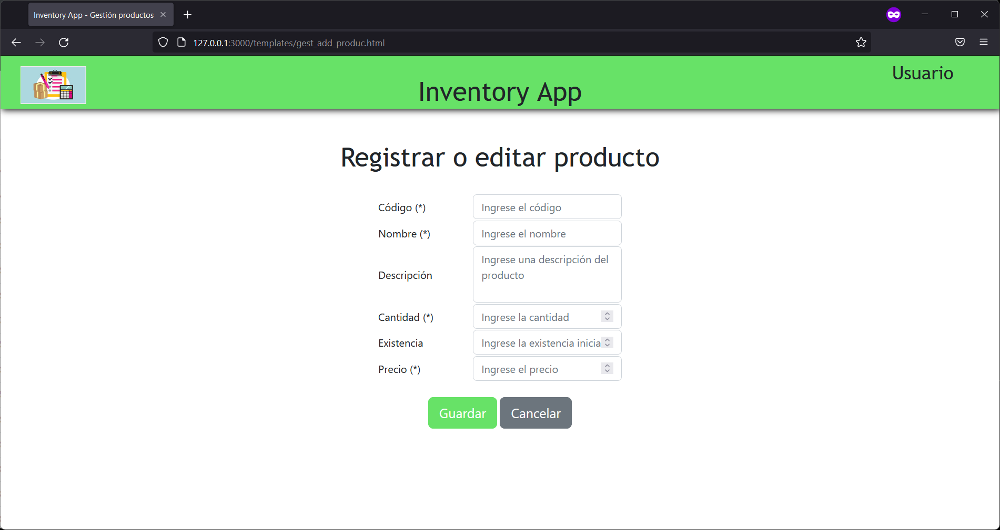 Inventory App - Gestión productos
127.0.0.1:3000/templates/gest_add_produc.html
Usuario
Inventory App
Registrar o editar producto
Código (*)
Ingrese el código
Nombre (*)
Ingrese el nombre
Descripción
Ingrese una descripción del
producto
Cantidad (*)
Ingrese la cantidad
Existencia
Ingrese la existencia inicia
Precio (*)
Ingrese el precio
Guardar
Cancelar